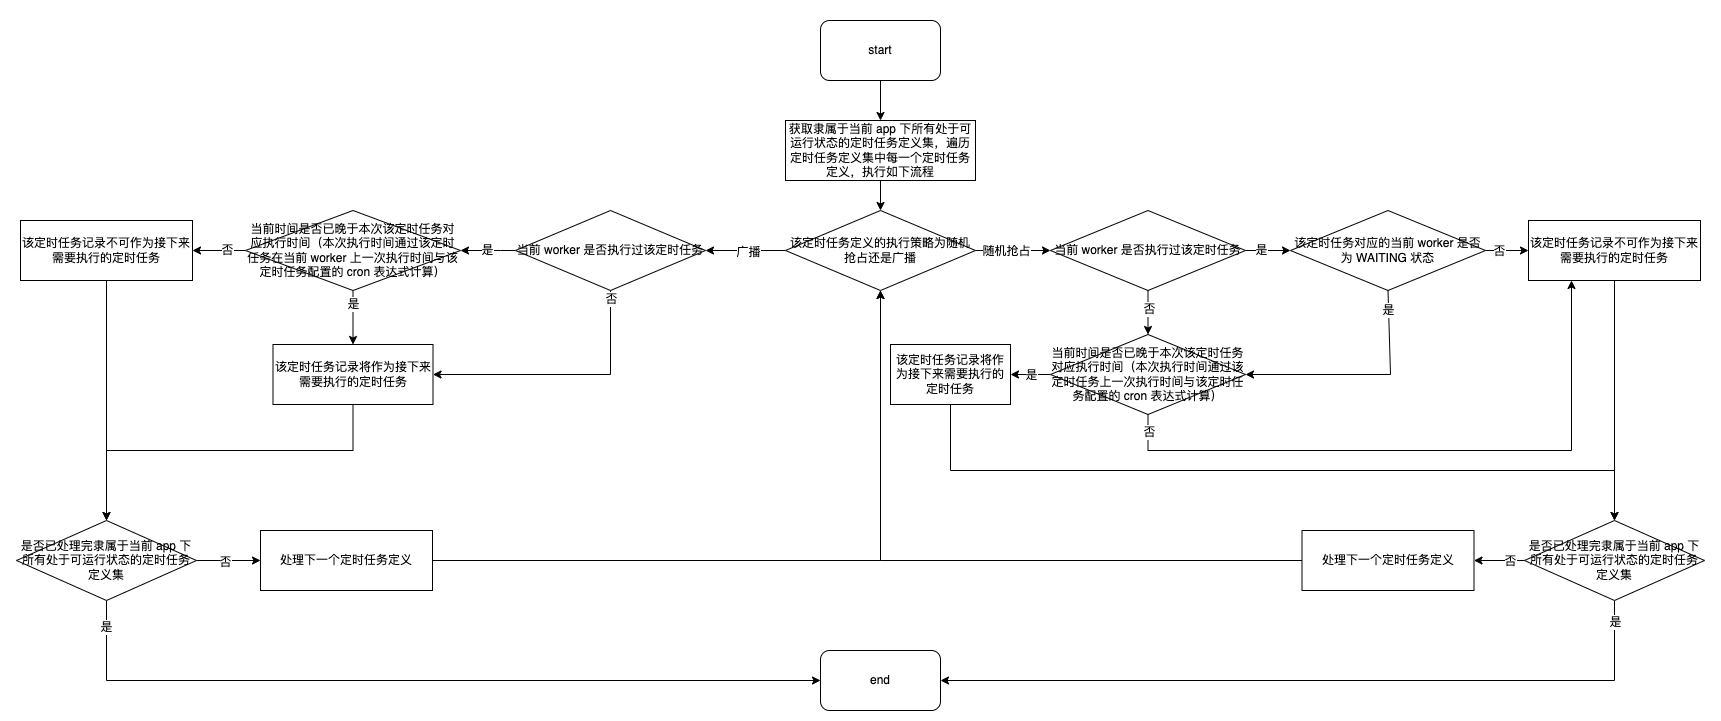 start
获取隶属于当前 app 下所有处于可
运行状态的定时任务定义集，遍历
定时任务定义集中每一个定时任务
定义，执行如下流程
该定时任务定义的执行策略为随机
抢占还是广播
广播
当前 worker 是否执行过该定时任务
是
当前时间是否已晚于本次该定时任务对
应执行时间（本次执行时间通过该定时
任务在当前 worker 上一次执行时间与该
定时任务配置的 cron 表达式计算）
否
该定时任务记录不可作为接下来
需要执行的定时任务
是
否
该定时任务记录将作为接下来
需要执行的定时任务
随机抢占
当前 worker 是否执行过该定时任务
是
该定时任务对应的当前 worker 是否
为 WAITING 状态
否
该定时任务记录不可作为接下来
需要执行的定时任务
否
是
当前时间是否已晚于本次该定时任务
对应执行时间（本次执行时间通过该
定时任务上一次执行时间与该定时任
务配置的 cron 表达式计算）
是
该定时任务记录将作
为接下来需要执行的
定时任务
否
是否已处理完隶属于当前 app 下
所有处于可运行状态的定时任务
定义集
否
处理下一个定时任务定义
是
处理下一个定时任务定义
否
是否已处理完隶属于当前 app 下
所有处于可运行状态的定时任务
定义集
是
end